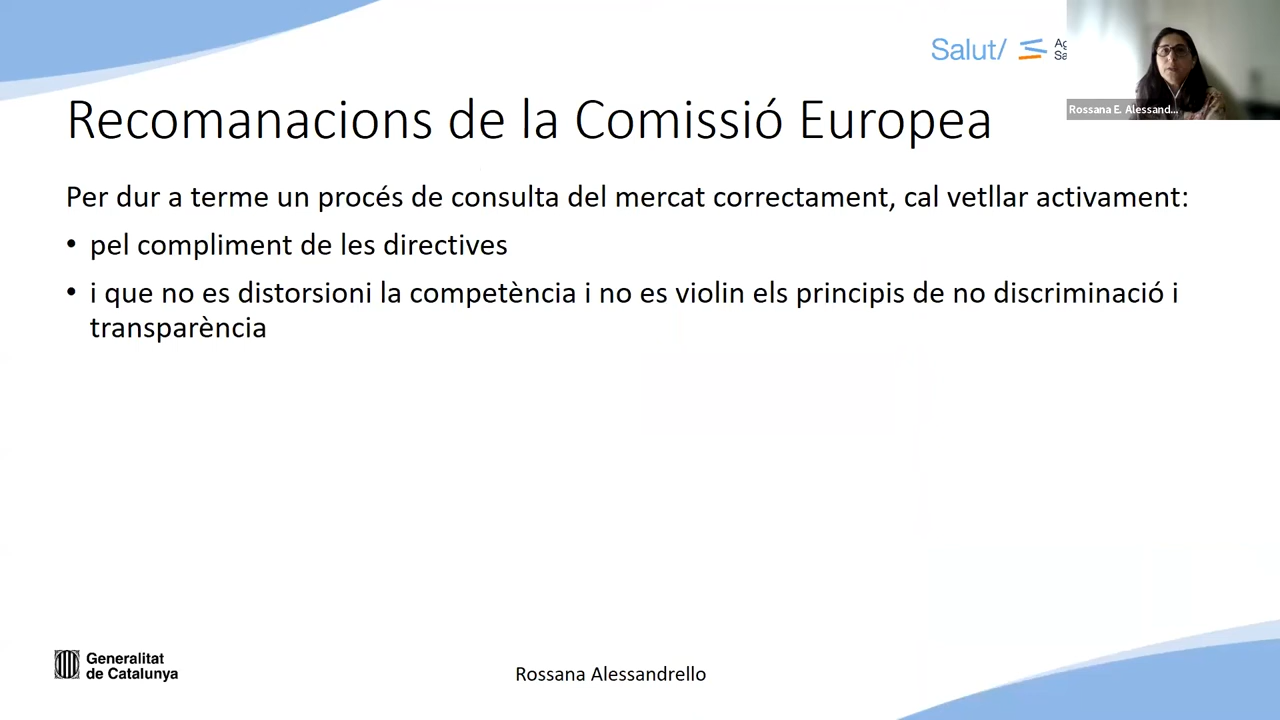 Salut/
Rossana E. Alessand...
Recomanacions de la Comissió Europea
Per dur a terme un procés de consulta del mercat correctament, cal vetllar activament:
• pel compliment de les directives
• i que no es distorsioni la competència i no es violin els principis de no discriminació i
transparència
Generalitat
de Catalunya
Rossana Alessandrello